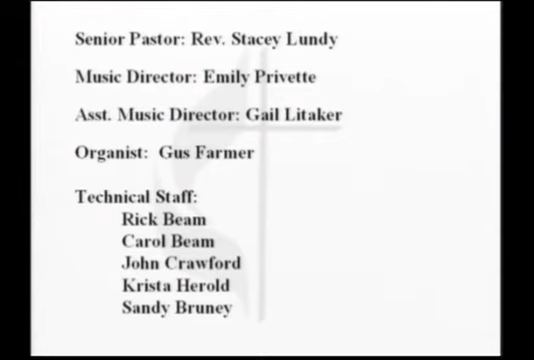 Senior Pastor: Rev. Stacey Lundy
Music Director: Emily Privette
Asst. Music Director: Gail Litaker
Organist: Gus Farmer
Technical Staff:
Rick Beam
Carol Beam
John Crawford
Krista Herold
Sandy Bruney